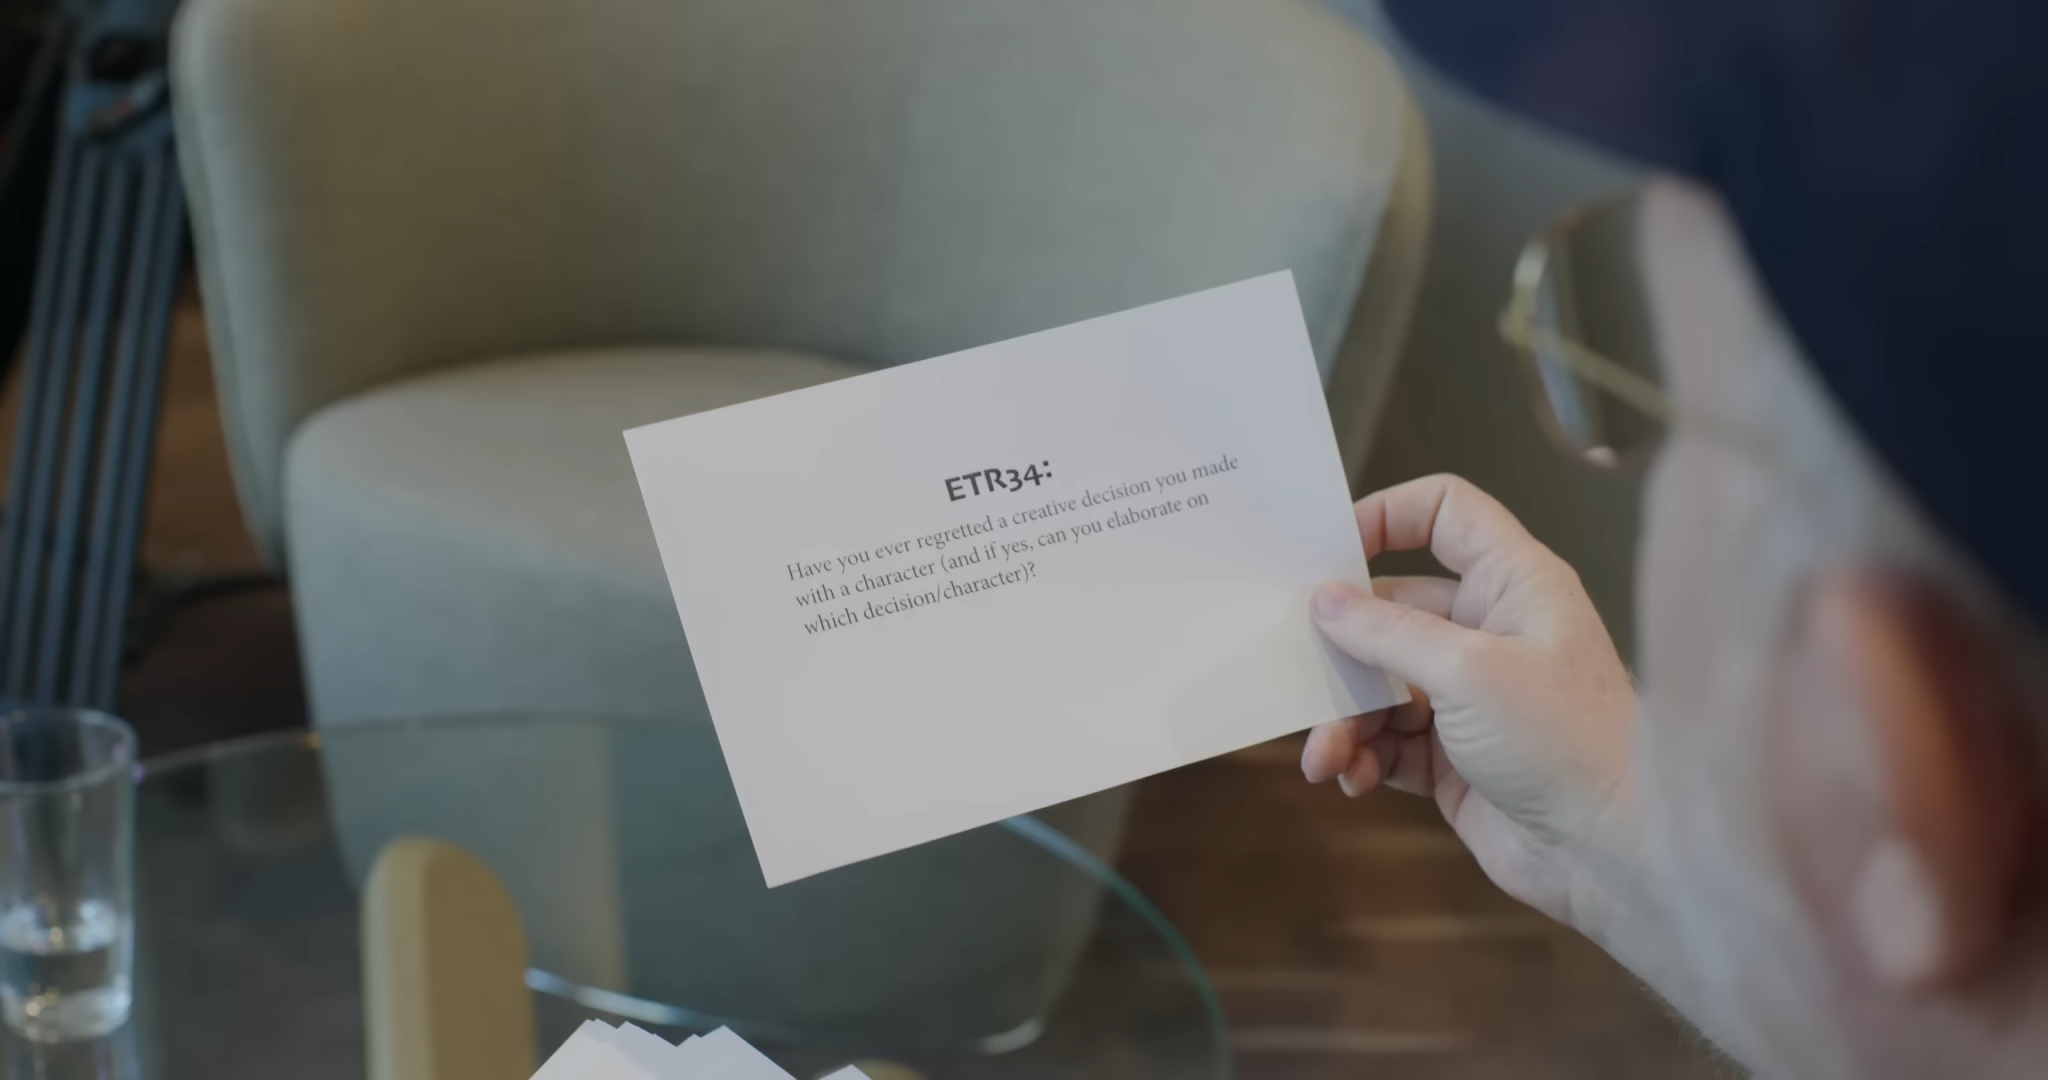 ETR34:
Have you ever regretted a creative decision you made
with a character (and if yes, can you elaborate on
which decision/character)?